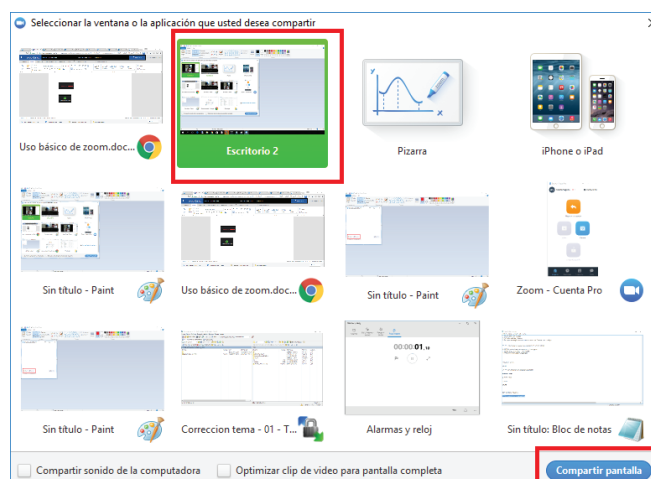 Seleccionar la ventana o la aplicación que usted desea compartir
Uso básico de zoom.doc...
Escritorio 2
Pizarra
iPhone o iPad
Sin título - Paint
Uso básico de zoom.doc...
Sin título - Paint
Zoom - Cuenta Pro
00:00:01
Sin título - Paint
Correccion tema - 01 - T...
Alarmas y reloj
Sin título: Bloc de notas
Compartir sonido de la computadora
Optimizar clip de video para pantalla completa
Compartir pantalla